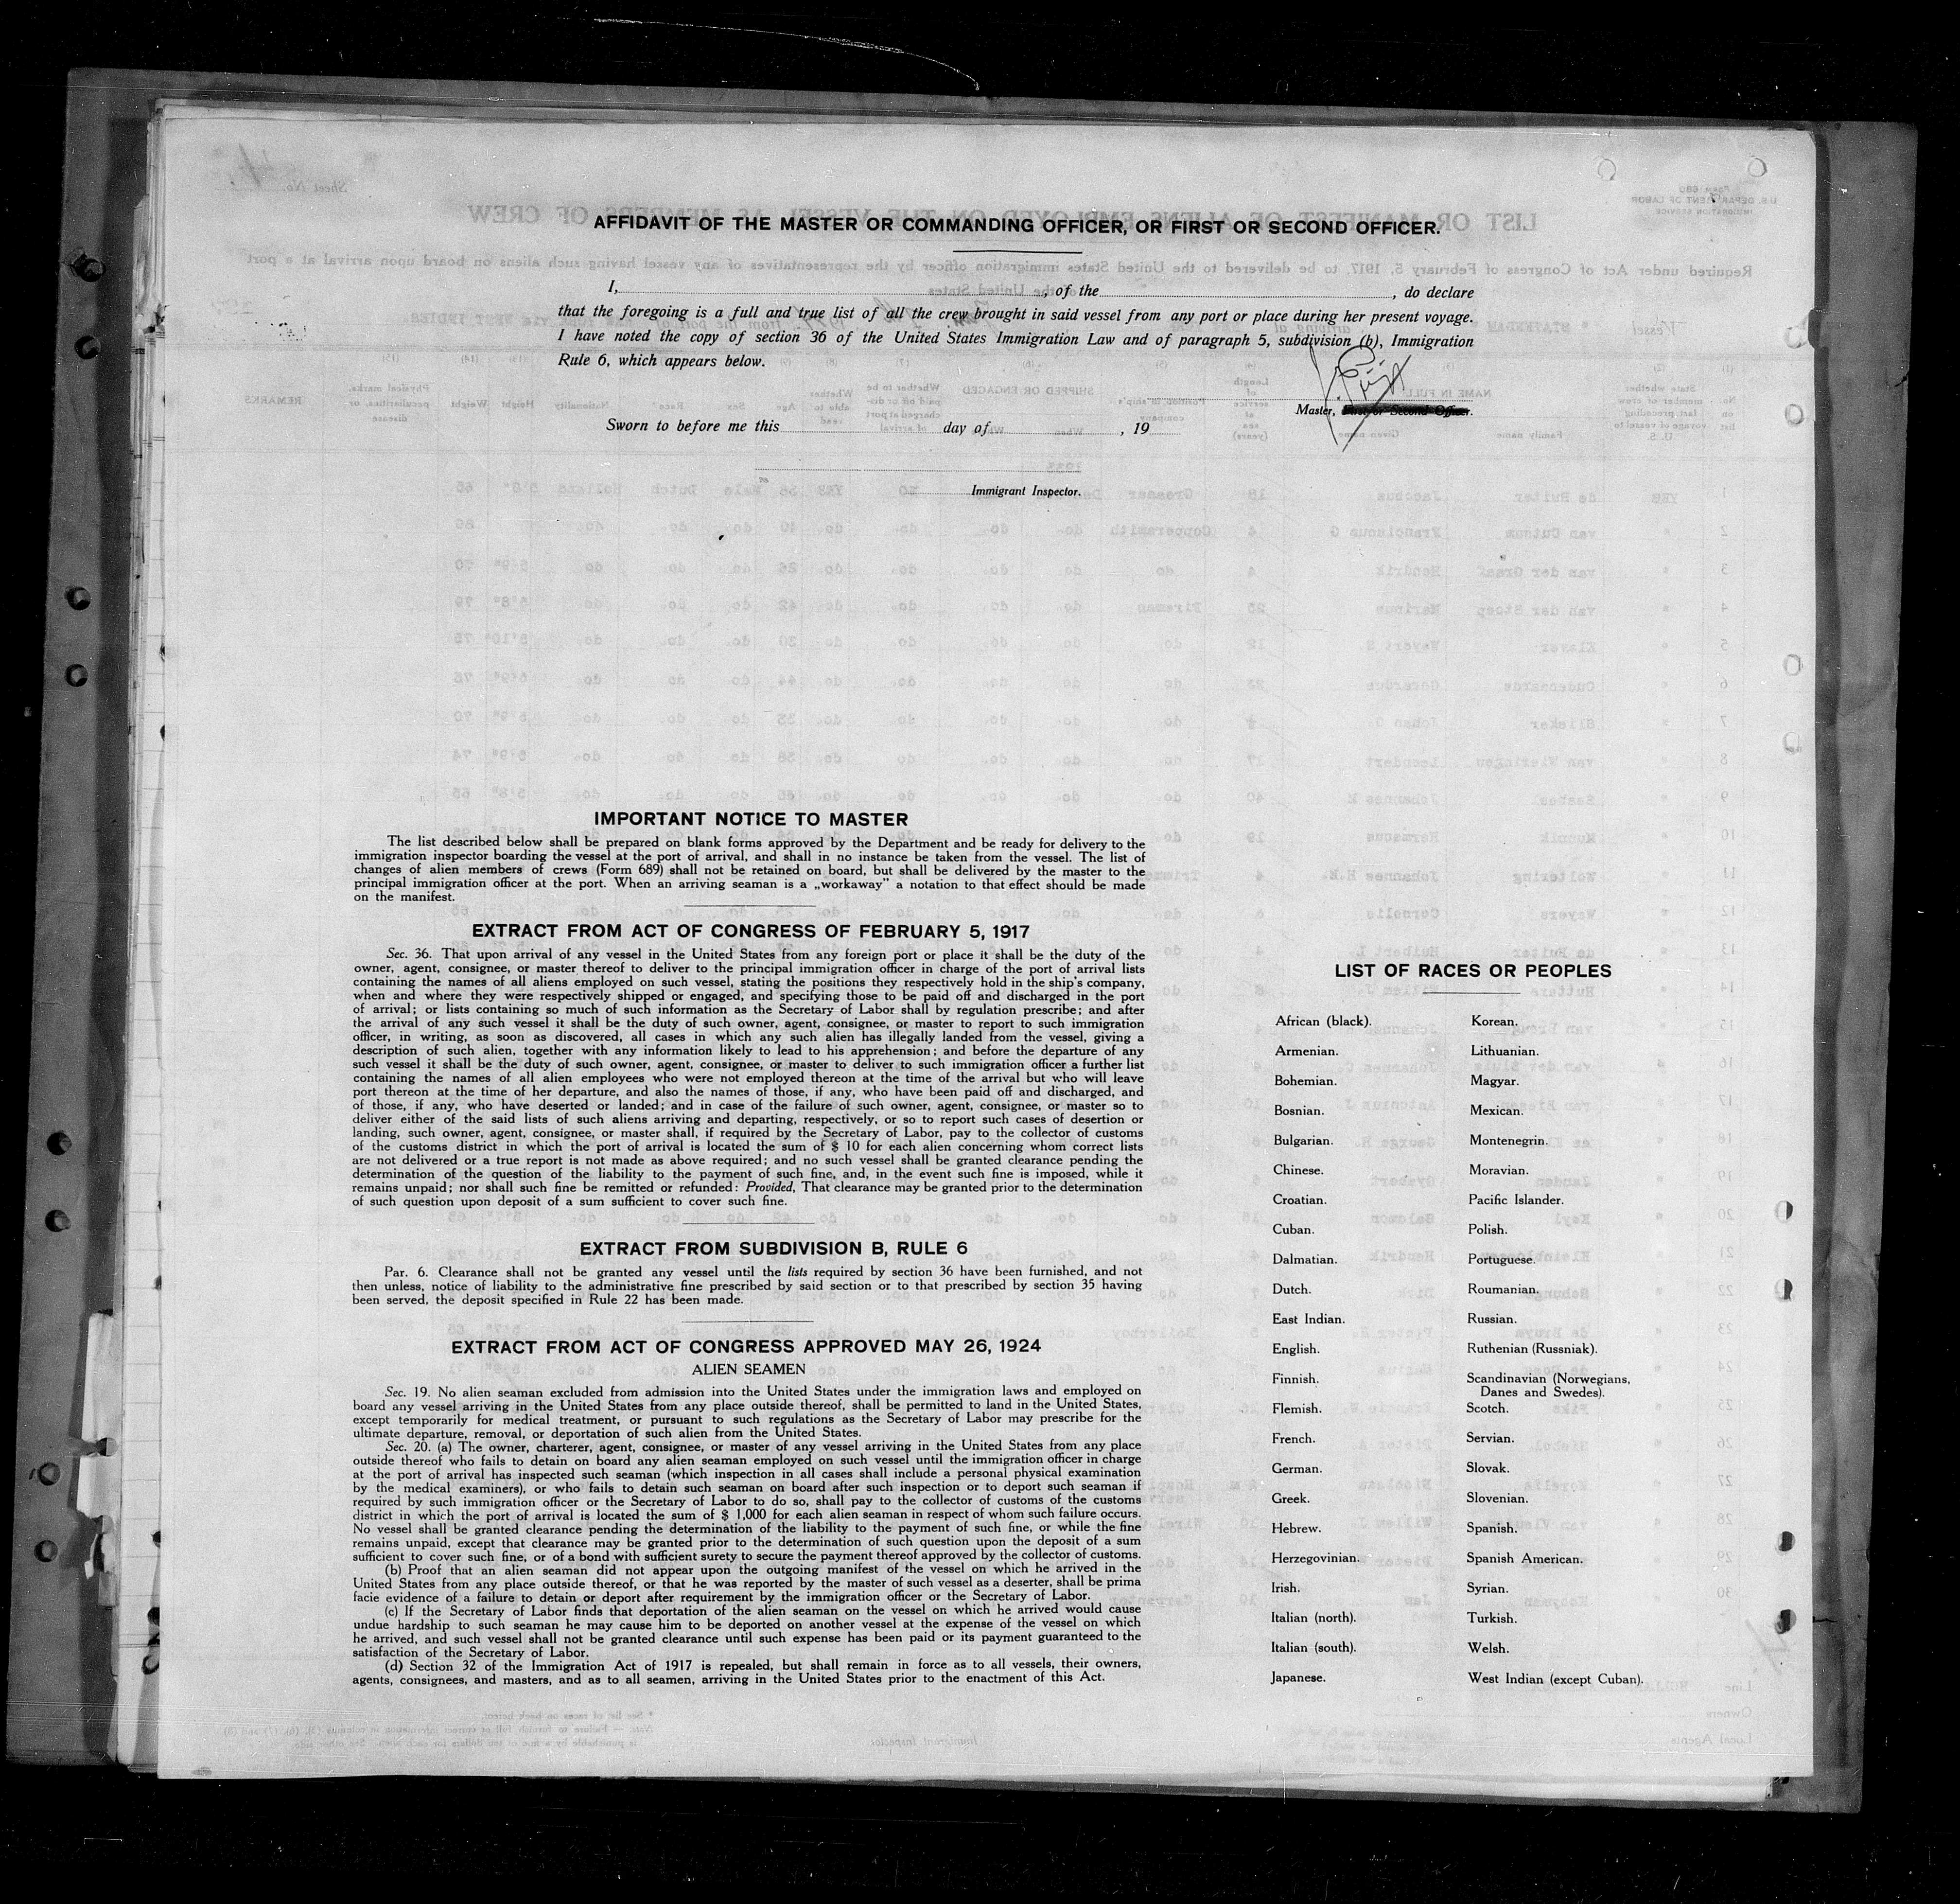 AFFIDAVIT OF THE MASTER OR COMMANDING OFFICER, OR FIRST OR SECOND OFFICER.
I, , of the , do declare
that the foregoing is a full and true list of all the crew brought in said vessel from any port or place during her present voyage.
I have noted the copy of section 36 of the United States Immigration Law and of paragraph 5, subdivision (b), Immigration
Rule 6, which appears below.
Master, First or Second Officer.
Sworn to before me this day of , 19
Immigrant Inspector.
IMPORTANT NOTICE TO MASTER
The list described below shall be prepared on blank forms approved by the Department and be ready for delivery to the
immigration inspector boarding the vessel at the port of arrival, and shall in no instance be taken from the vessel. The list of
changes of alien members of crews (Form 689) shall not be retained on board, but shall be delivered by the master to the
principal immigration officer at the port. When an arriving seaman is a „workaway" a notation to that effect should be made
on the manifest.
EXTRACT FROM ACT OF CONGRESS OF FEBRUARY 5, 1917
Sec. 36. That upon arrival of any vessel in the United States from any foreign port or place it shall be the duty of the
owner, agent, consignee, or master thereof to deliver to the principal immigration officer in charge of the port of arrival lists
containing the names of all aliens employed on such vessel, stating the positions they respectively hold in the ship's company,
when and where they were respectively shipped or engaged, and specifying those to be paid off and discharged in the port
of arrival; or lists containing so much of such information as the Secretary of Labor shall by regulation prescribe; and after
the arrival of any such vessel it shall be the duty of such owner, agent, consignee, or master to report to such immigration
officer, in writing, as soon as discovered, all cases in which any such alien has illegally landed from the vessel, giving a
description of such alien, together with any information likely to lead to his apprehension; and before the departure of any
such vessel it shall be the duty of such owner, agent, consignee, or master to deliver to such immigration officer a further list
containing the names of all alien employees who were not employed thereon at the time of the arrival but who will leave
port thereon at the time of her departure, and also the names of those, if any, who have been paid off and discharged, and
of those, if any, who have deserted or landed; and in case of the failure of such owner, agent, consignee, or master so to
deliver either of the said lists of such aliens arriving and departing, respectively, or so to report such cases of desertion or
landing, such owner, agent, consignee, or master shall, if required by the Secretary of Labor, pay to the collector of customs
of the customs district in which the port of arrival is located the sum of $ 10 for each alien concerning whom correct lists
are not delivered or a true report is not made as above required; and no such vessel shall be granted clearance pending the
determination of the question of the liability to the payment of such fine, and, in the event such fine is imposed, while it
remains unpaid; nor shall such fine be remitted or refunded: Provided, That clearance may be granted prior to the determination
of such question upon deposit of a sum sufficient to cover such fine.
EXTRACT FROM SUBDIVISION B, RULE 6
Par. 6. Clearance shall not be granted any vessel until the lists required by section 36 have been furnished, and not
then unless, notice of liability to the administrative fine prescribed by said section or to that prescribed by section 35 having
been served, the deposit specified in Rule 22 has been made.
EXTRACT FROM ACT OF CONGRESS APPROVED MAY 26, 1924
ALIEN SEAMEN
Sec. 19. No alien seaman excluded from admission into the United States under the immigration laws and employed on
board any vessel arriving in the United States from any place outside thereof, shall be permitted to land in the United States,
except temporarily for medical treatment, or pursuant to such regulations as the Secretary of Labor may prescribe for the
ultimate departure, removal, or deportation of such alien from the United States.
Sec. 20. (a) The owner, charterer, agent, consignee, or master of any vessel arriving in the United States from any place
outside thereof who fails to detain on board any alien seaman employed on such vessel until the immigration officer in charge
at the port of arrival has inspected such seaman (which inspection in all cases shall include a personal physical examination
by the medical examiners), or who fails to detain such seaman on board after such inspection or to deport such seaman if
required by such immigration officer or the Secretary of Labor to do so, shall pay to the collector of customs of the customs
district in which the port of arrival is located the sum of $ 1,000 for each alien seaman in respect of whom such failure occurs.
No vessel shall be granted clearance pending the determination of the liability to the payment of such fine, or while the fine
remains unpaid, except that clearance may be granted prior to the determination of such question upon the deposit of a sum
sufficient to cover such fine, or of a bond with sufficient surety to secure the payment thereof approved by the collector of customs.
(b) Proof that an alien seaman did not appear upon the outgoing manifest of the vessel on which he arrived in the
United States from any place outside thereof, or that he was reported by the master of such vessel as a deserter, shall be prima
facie evidence of a failure to detain or deport after requirement by the immigration officer or the Secretary of Labor.
(c) If the Secretary of Labor finds that deportation of the alien seaman on the vessel on which he arrived would cause
undue hardship to such seaman he may cause him to be deported on another vessel at the expense of the vessel on which
he arrived, and such vessel shall not be granted clearance until such expense has been paid or its payment guaranteed to the
satisfaction of the Secretary of Labor.
(d) Section 32 of the Immigration Act of 1917 is repealed, but shall remain in force as to all vessels, their owners,
agents, consignees, and masters, and as to all seamen, arriving in the United States prior to the enactment of this Act.
LIST OF RACES OR PEOPLES
African (black).
Armenian.
Bohemian.
Bosnian.
Bulgarian.
Chinese.
Croatian.
Cuban.
Dalmatian.
Dutch.
East Indian.
English.
Finnish.
Flemish.
French.
German.
Greek.
Hebrew.
Herzegovinian.
Irish.
Italian (north).
Italian (south).
Japanese.
Korean.
Lithuanian.
Magyar.
Mexican.
Montenegrin.
Moravian.
Pacific Islander.
Polish.
Portuguese.
Roumanian.
Russian.
Ruthenian (Russniak).
Scandinavian (Norwegians,
Danes and Swedes).
Scotch.
Servian.
Slovak.
Slovenian.
Spanish.
Spanish American.
Syrian.
Turkish.
Welsh.
West Indian (except Cuban).